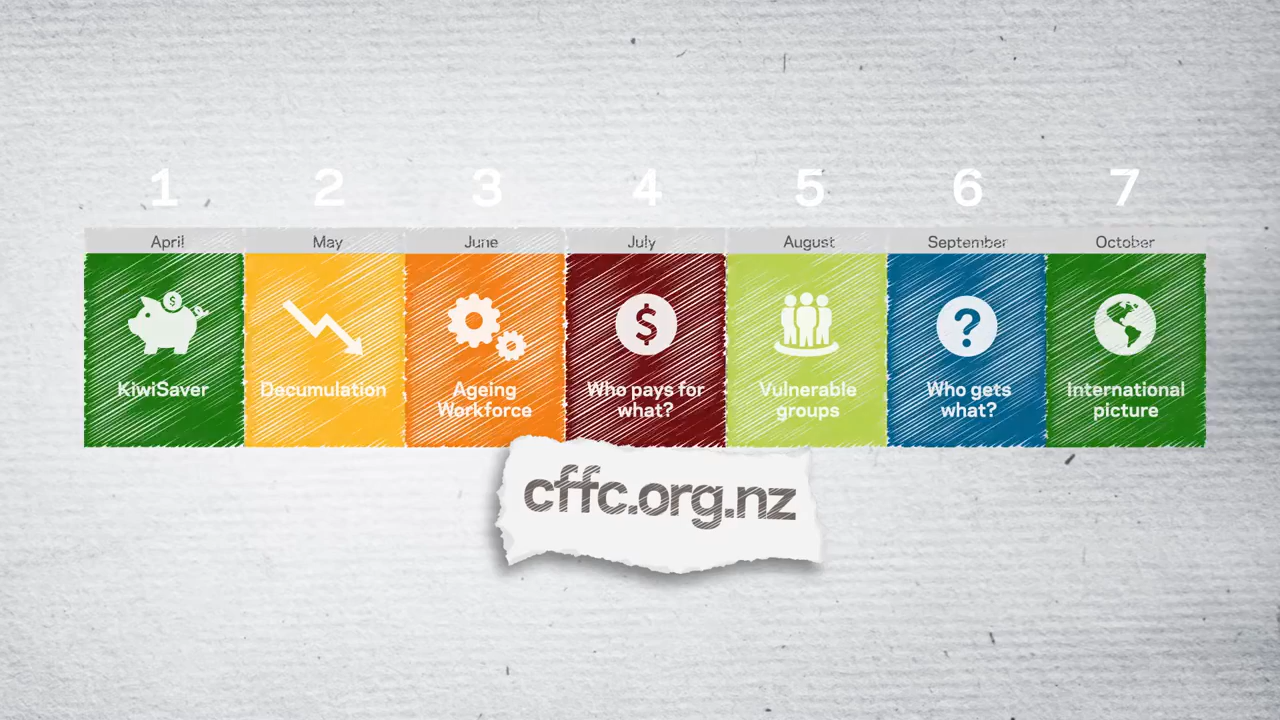 1 2 3 4 5 6 7
April May June July August September October
$ $ ?
KiwiSaver Decumulation Ageing Who pays for Vulnerable Who gets International
Workforce what? groups what? picture
cffc.org.nz